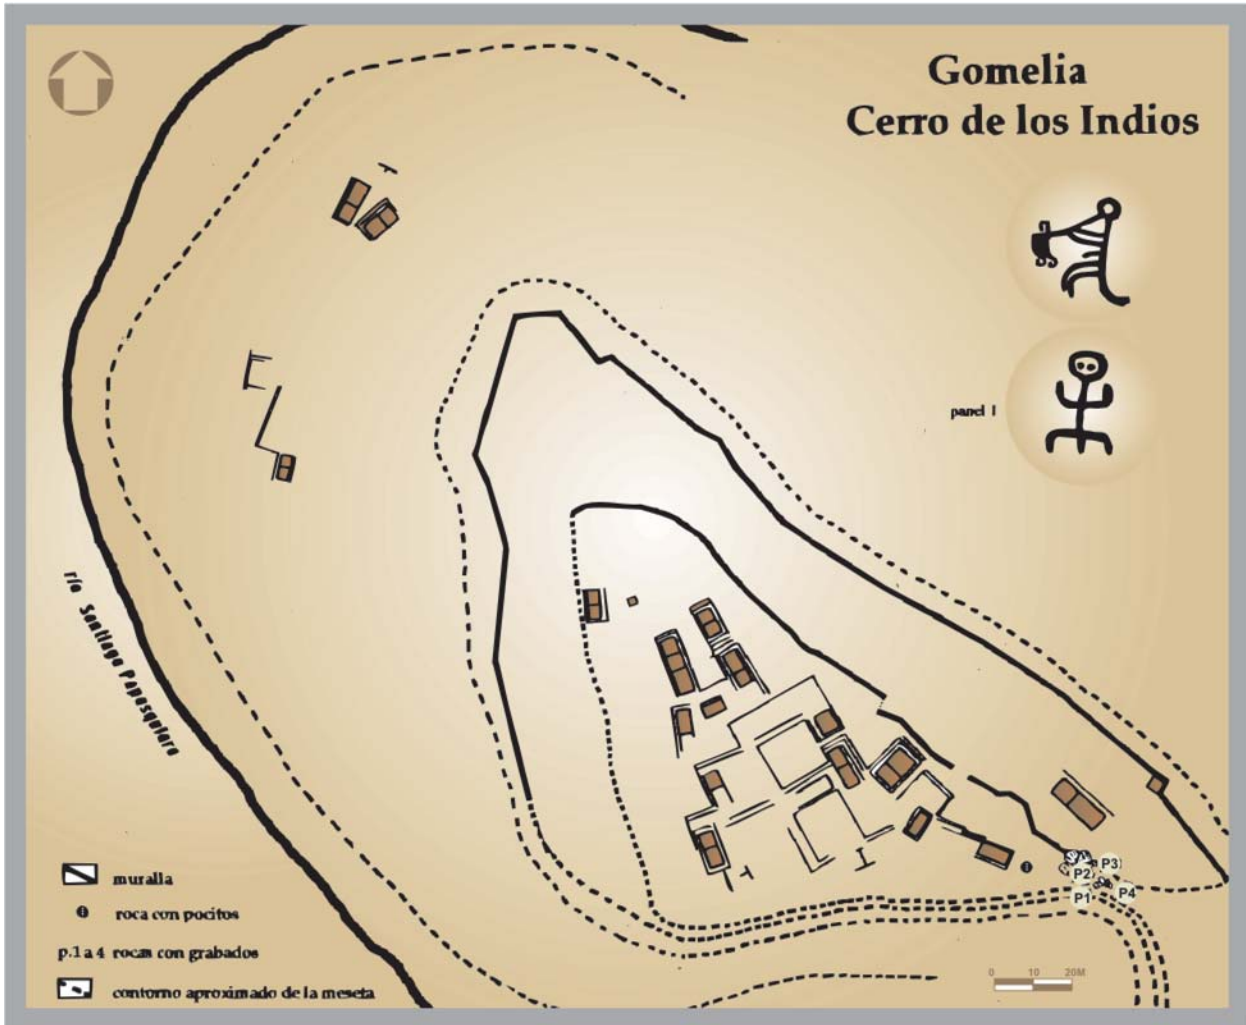 Gomelia
Cerro de los Indios
panel 1
río Santiago Papasquiaro
muralla
roca con pocitos
p.1 a 4 rocas con grabados
contorno aproximado de la meseta
P3
P2
P4
P1
0 10 20M